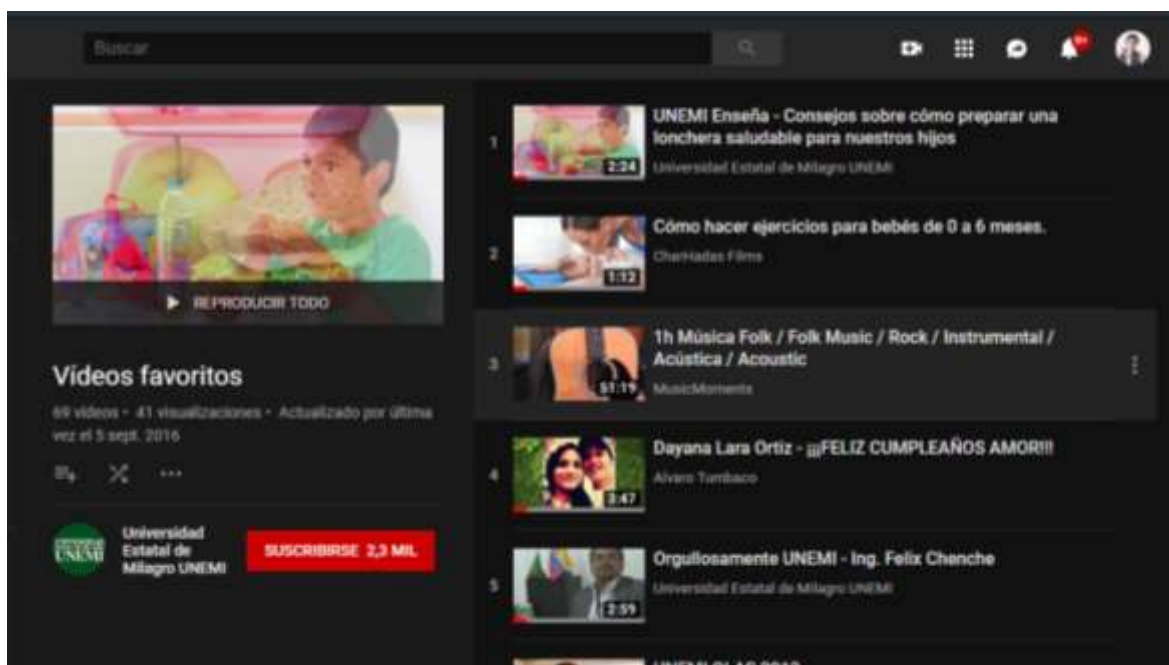 Buscar
9+
REPRODUCIR TODO
Vídeos favoritos
69 vídeos • 41 visualizaciones • Actualizado por última
vez el 5 sept. 2016
UNEMI
Universidad
Estatal de
Milagro UNEMI
SUSCRIBIRSE 2,3 MIL
1
2:24
UNEMI Enseña - Consejos sobre cómo preparar una
lonchera saludable para nuestros hijos
Universidad Estatal de Milagro UNEMI
2
1:12
Cómo hacer ejercicios para bebés de 0 a 6 meses.
CharHadas Films
3
51:19
1h Música Folk / Folk Music / Rock / Instrumental /
Acústica / Acoustic
MusicMoments
4
3:47
Dayana Lara Ortiz - ¡¡¡FELIZ CUMPLEAÑOS AMOR!!!
Alvaro Tumbaco
5
2:59
Orgullosamente UNEMI - Ing. Felix Chenche
Universidad Estatal de Milagro UNEMI